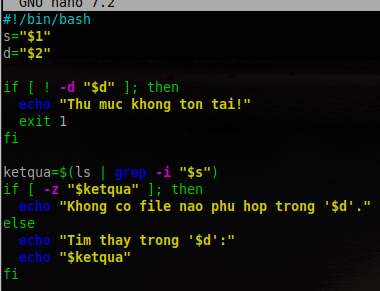 GNU nano 7.2
#!/bin/bash
s="$1"
d="$2"
if [ ! -d "$d" ]; then
  echo "Thu muc khong ton tai!"
  exit 1
fi
ketqua=$(ls | grep -i "$s")
if [ -z "$ketqua" ]; then
  echo "Khong co file nao phu hop trong '$d'."
else
  echo "Tim thay trong '$d':"
  echo "$ketqua"
fi